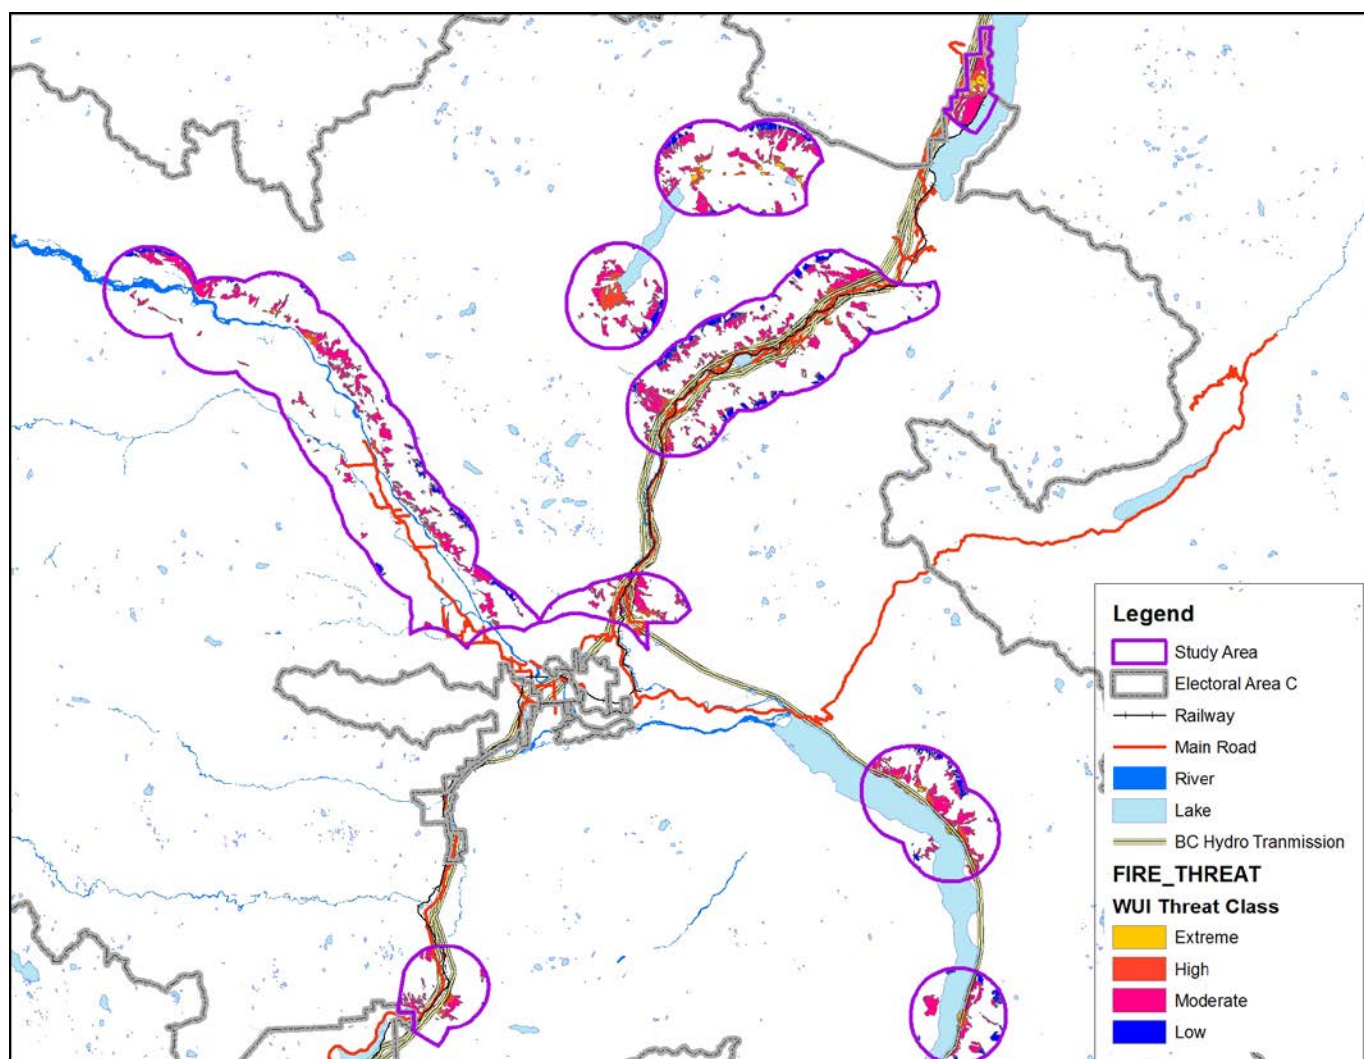 Legend
Study Area
Electoral Area C
Railway
Main Road
River
Lake
BC Hydro Tranmission
FIRE_THREAT
WUI Threat Class
Extreme
High
Moderate
Low